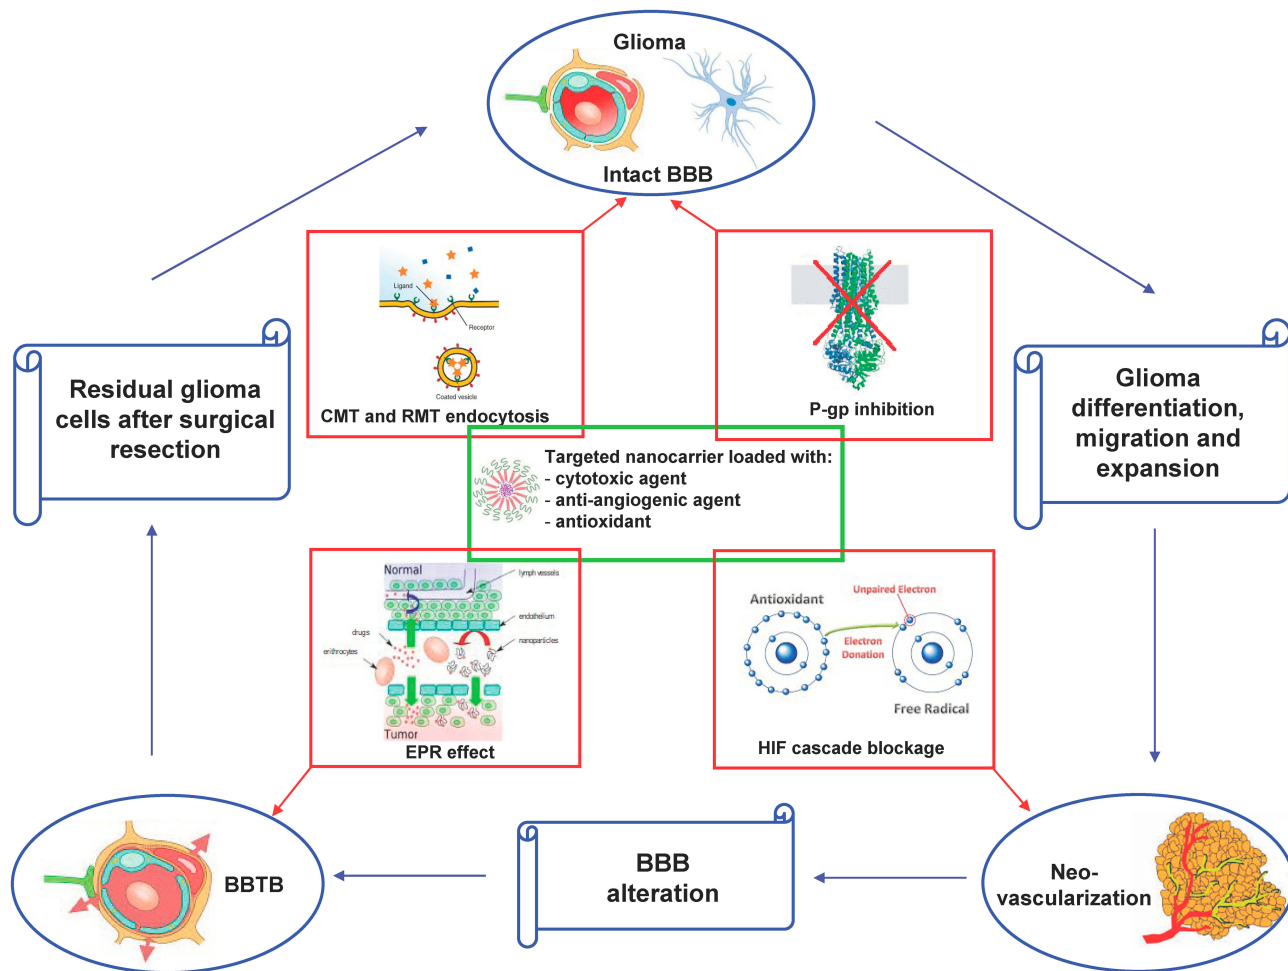 Glioma
Intact BBB
Ligand
Receptor
Coated vesicle
CMT and RMT endocytosis
P-gp inhibition
Residual glioma
cells after surgical
resection
Glioma
differentiation,
migration and
expansion
Targeted nanocarrier loaded with:
- cytotoxic agent
- anti-angiogenic agent
- antioxidant
Normal
lymph vessels
endothelium
drugs
nanoparticles
erithrocytes
Tumor
EPR effect
Unpaired Electron
Antioxidant
Electron
Donation
Free Radical
HIF cascade blockage
BBTB
BBB
alteration
Neo-
vascularization